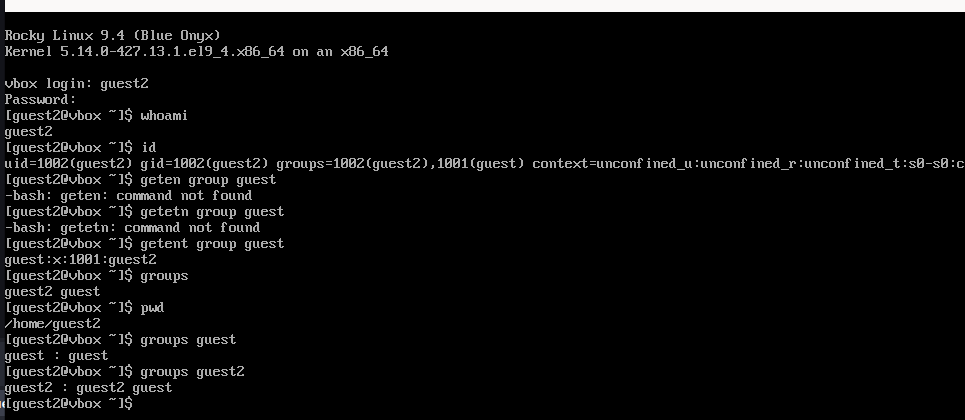 Rocky Linux 9.4 (Blue Onyx)
Kernel 5.14.0-427.13.1.el9_4.x86_64 on an x86_64
vbox login: guest2
Password:
[guest2@vbox ~]$ whoami
guest2
[guest2@vbox ~]$ id
uid=1002(guest2) gid=1002(guest2) groups=1002(guest2),1001(guest) context=unconfined_u:unconfined_r:unconfined_t:s0-s0:c
[guest2@vbox ~]$ geten group guest
-bash: geten: command not found
[guest2@vbox ~]$ getetn group guest
-bash: getetn: command not found
[guest2@vbox ~]$ getent group guest
guest:x:1001:guest2
[guest2@vbox ~]$ groups
guest2 guest
[guest2@vbox ~]$ pwd
/home/guest2
[guest2@vbox ~]$ groups guest
guest : guest
[guest2@vbox ~]$ groups guest2
guest2 : guest2 guest
[guest2@vbox ~]$